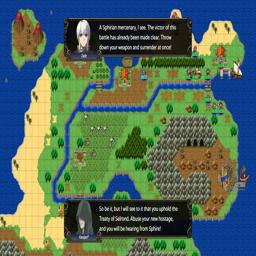 A Sphirian mercenary, I see. The victor of this
battle has already been made clear. Throw
down your weapon and surrender at once!
So be it, but I will see to it that you uphold the
Treaty of Selrond. Abuse your new hostage,
and you will be hearing from Sphire!